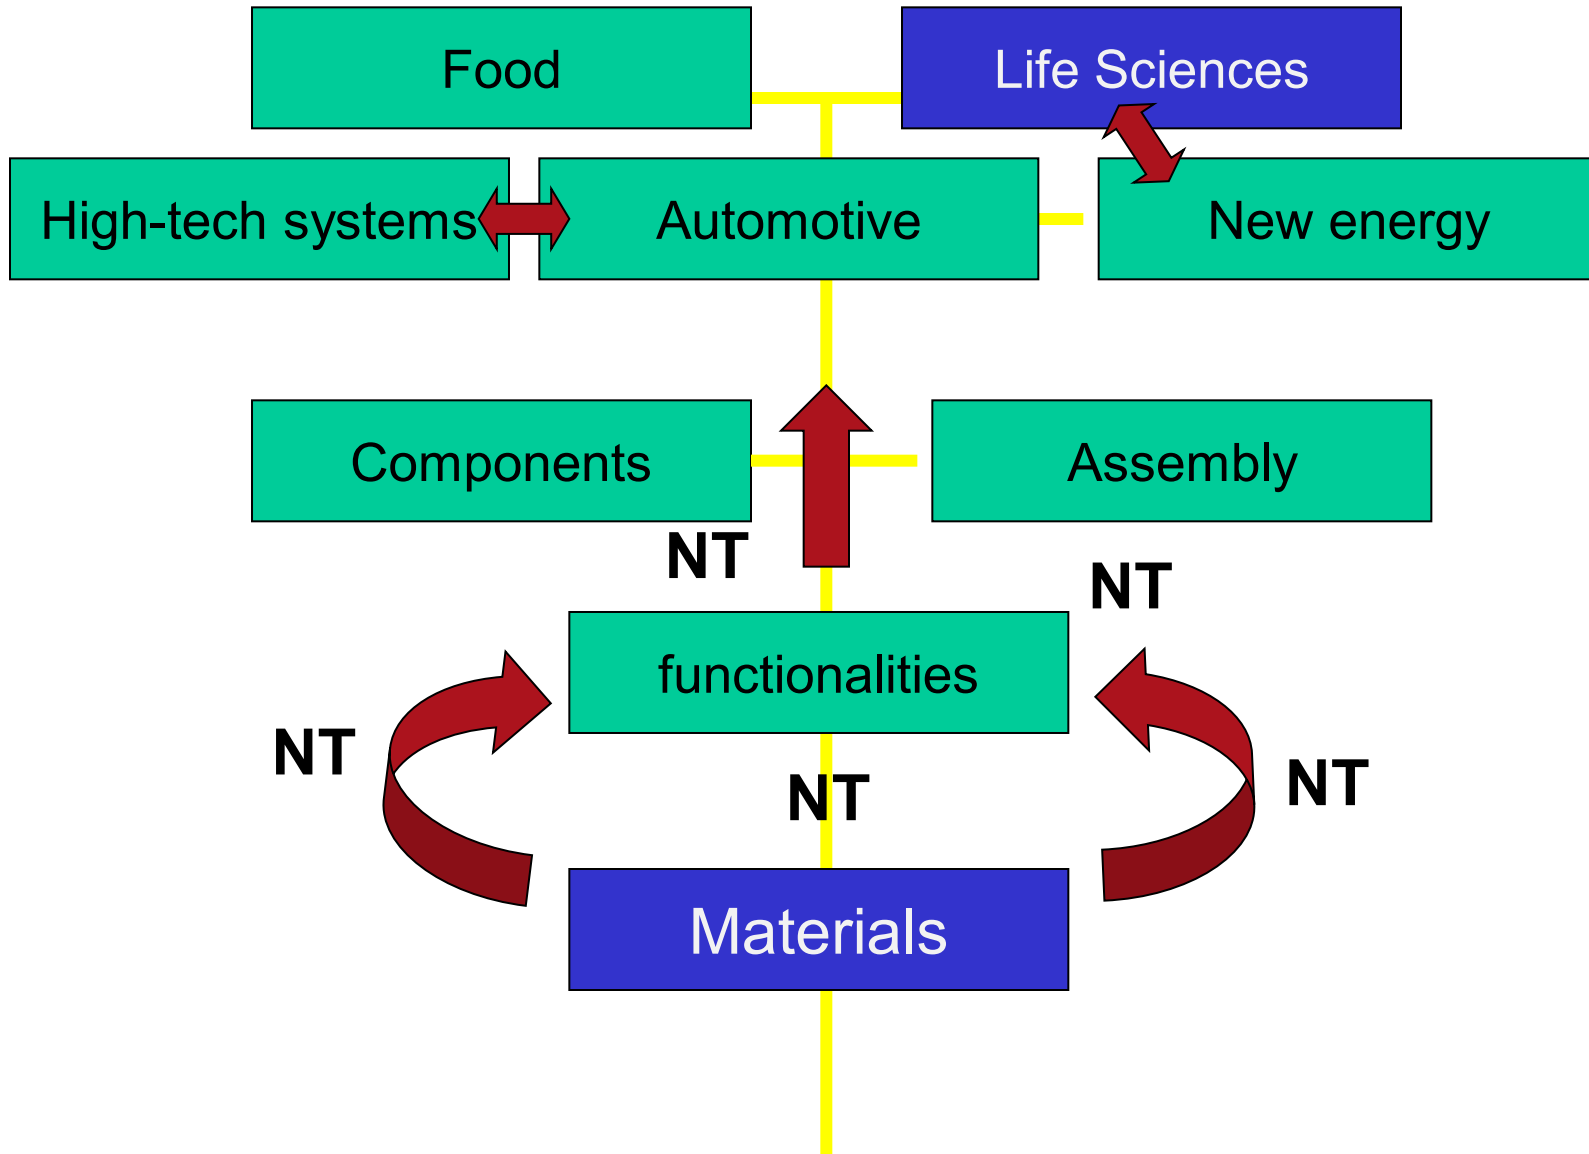 Food
Life Sciences
High-tech systems
Automotive
New energy
Components
Assembly
NT
NT
functionalities
NT
NT
NT
Materials